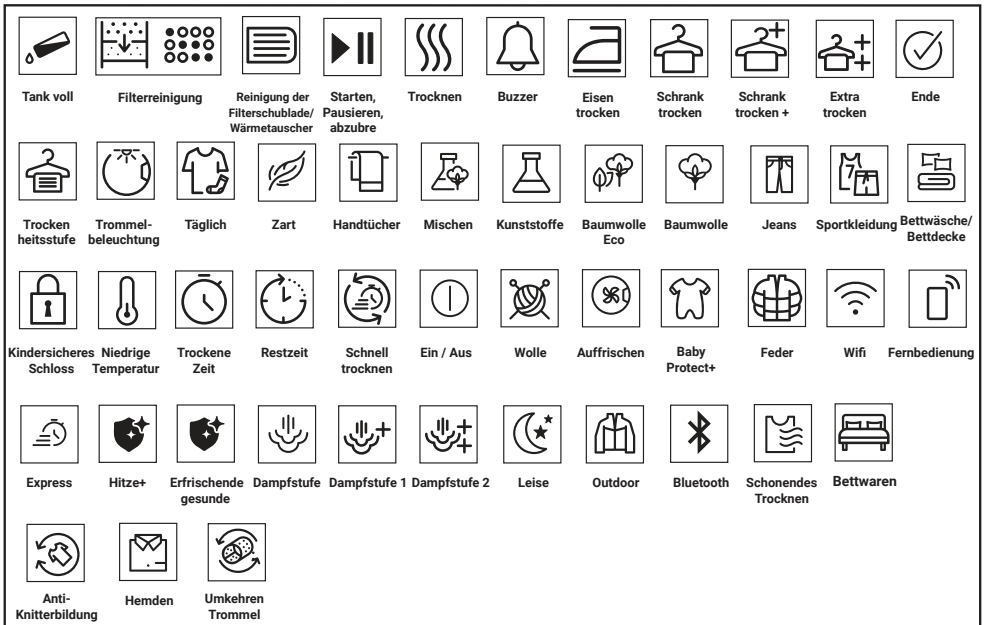 Tank voll
Filterreinigung
Reinigung der
Filterschublade/
Wärmetauscher
Starten,
Pausieren,
abzubre
Trocknen
Buzzer
Eisen
trocken
Schrank
trocken
Schrank
trocken +
Extra
trocken
Ende
Trocken
heitsstufe
Trommel-
beleuchtung
Täglich
Zart
Handtücher
Mischen
Kunststoffe
Baumwolle
Eco
Baumwolle
Jeans
7
Sportkleidung
Bettwäsche/
Bettdecke
Kindersicheres
Schloss
Niedrige
Temperatur
Trockene
Zeit
Restzeit
Schnell
trocknen
Ein / Aus
Wolle
Auffrischen
Baby
Protect+
Feder
Wifi
Fernbedienung
Express
Hitze+
Erfrischende
gesunde
Dampfstufe
Dampfstufe 1
Dampfstufe 2
Leise
Outdoor
Bluetooth
Schonendes
Trocknen
Bettwaren
Anti-
Knitterbildung
Hemden
Umkehren
Trommel